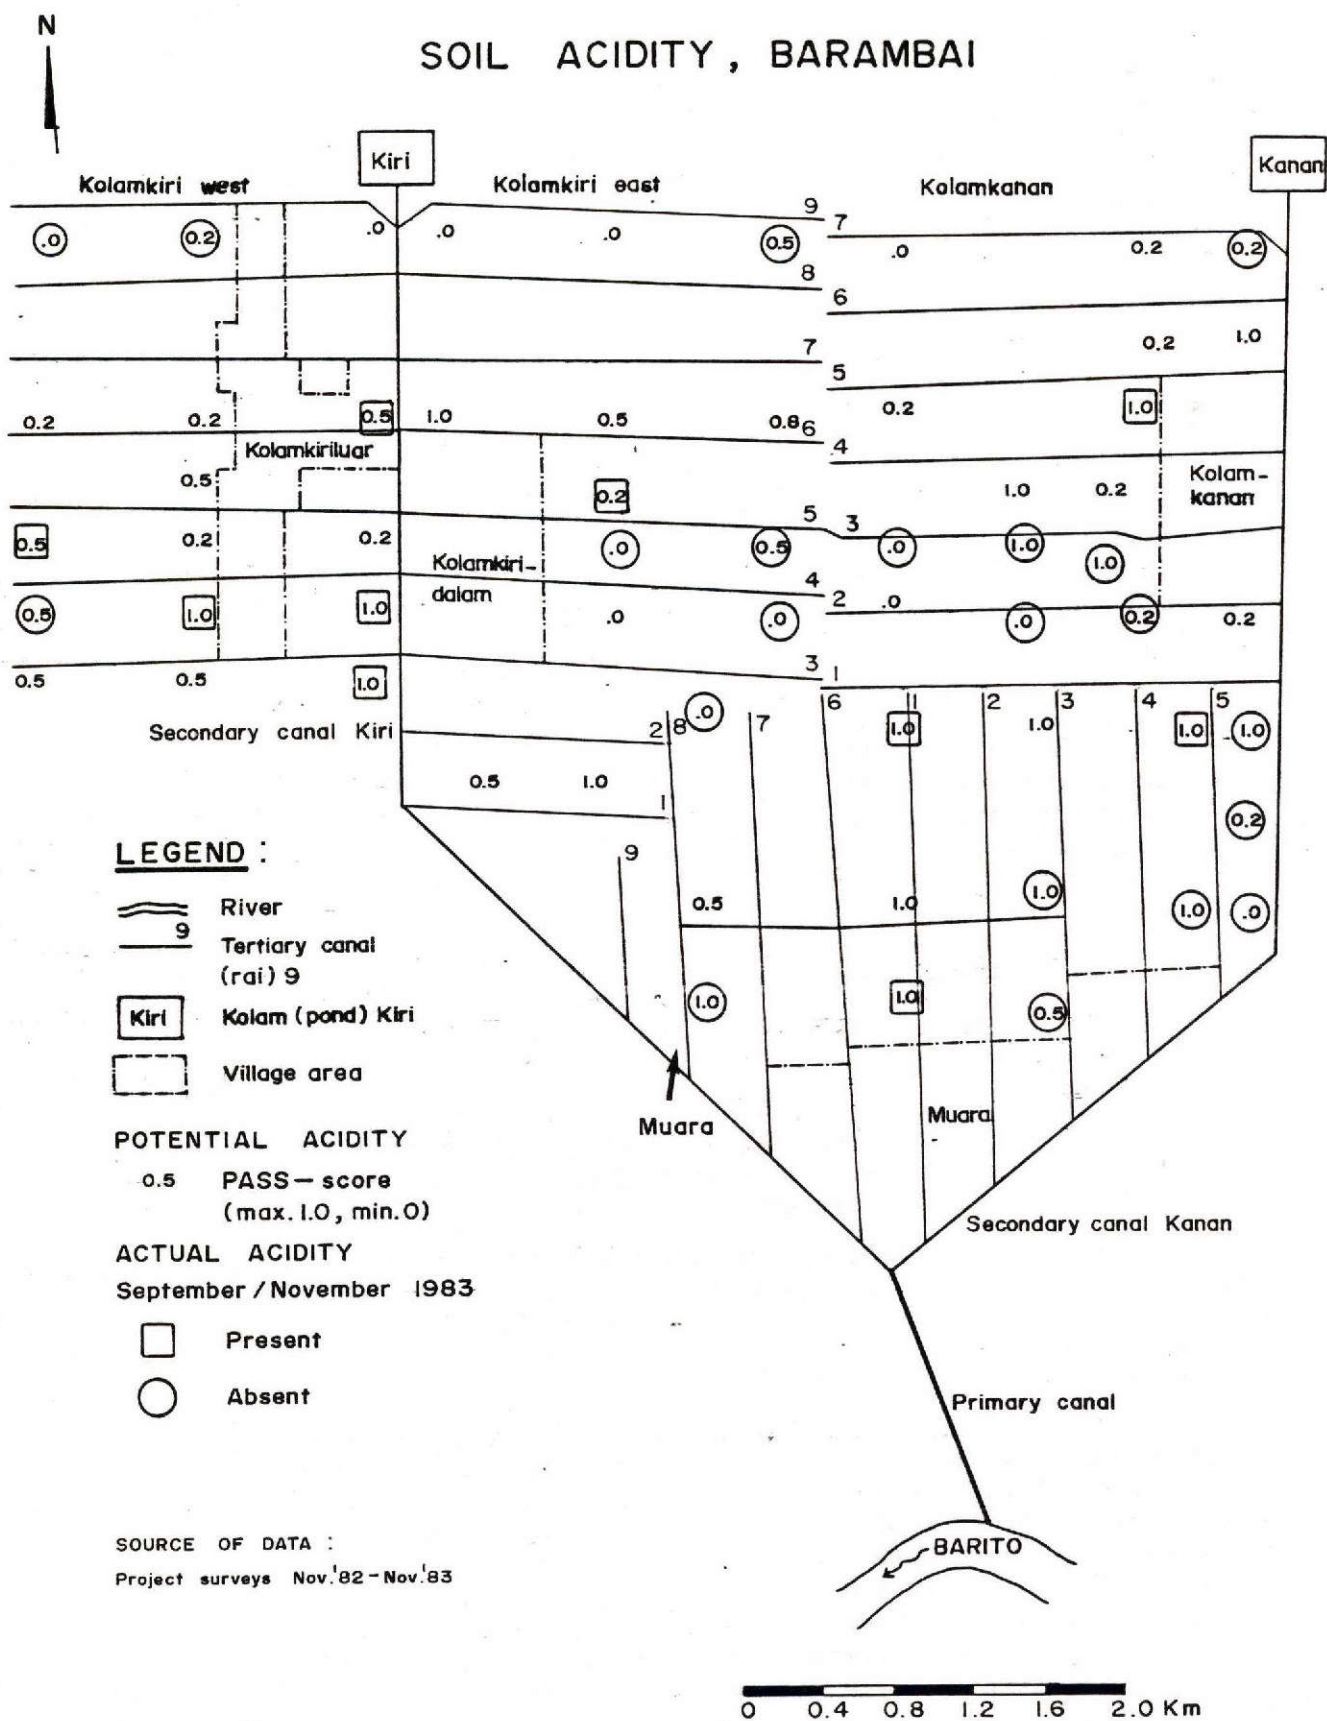 N
SOIL ACIDITY, BARAMBAI
Kiri
Kanan
Kolamkiri west
Kolamkiri east
Kolamkanan
9
7
.0
0.2
.0
.0
.0
0.5
.0
0.2
0.2
8
6
0.2
1.0
7
5
0.2
0.2
0.5
1.0
0.5
0.8
6
0.2
1.0
4
Kolamkiriluar
0.5
0.2
1.0
0.2
Kolam-
kanan
5
3
0.5
0.2
0.2
.0
0.5
.0
1.0
1.0
Kolamkiri-
dalam
4
2
0.5
1.0
1.0
.0
.0
.0
.0
0.2
0.2
3
1
0.5
0.5
1.0
6
1
2
3
4
5
Secondary canal Kiri
2
8
.0
7
1.0
1.0
1.0
1.0
0.5
1.0
1
0.2
9
0.5
1.0
1.0
1.0
.0
1.0
1.0
0.5
Muara
Muara
Secondary canal Kanan
Primary canal
BARITO
LEGEND :
River
9
Tertiary canal
(rai) 9
Kiri
Kolam (pond) Kiri
Village area
POTENTIAL ACIDITY
0.5 PASS – score
(max. 1.0, min. 0)
ACTUAL ACIDITY
September / November 1983
Present
Absent
SOURCE OF DATA :
Project surveys Nov.'82 – Nov.'83
0 0.4 0.8 1.2 1.6 2.0 Km